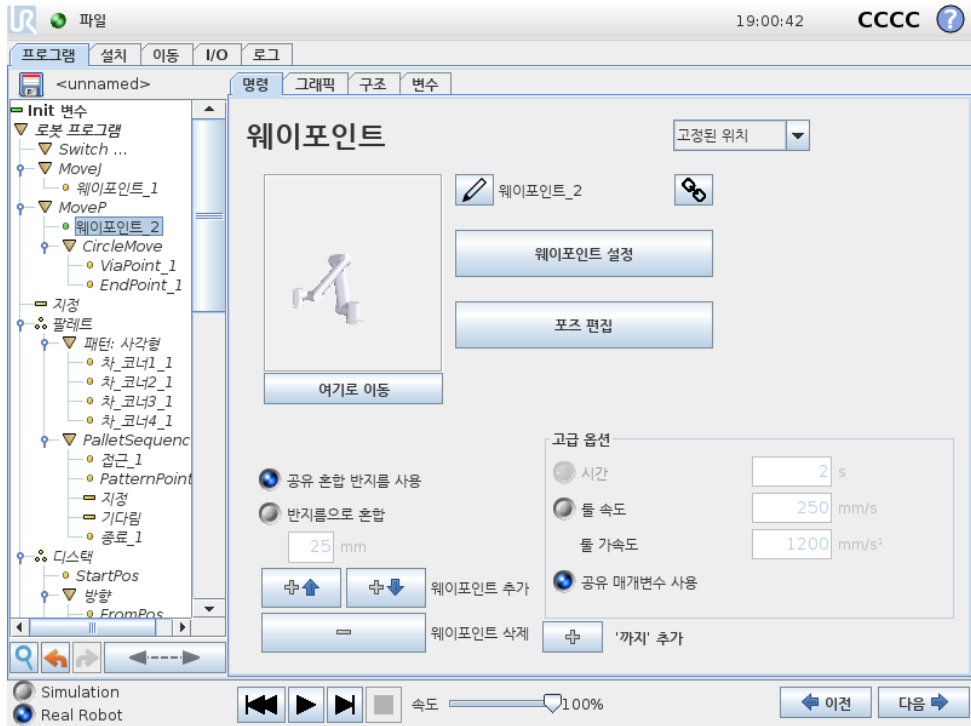 UR 파일 19:00:42 CCCC ?
프로그램 설치 이동 I/O 로그
<unnamed>
명령 그래픽 구조 변수
Init 변수
로봇 프로그램
Switch ...
MoveJ
웨이포인트_1
MoveP
웨이포인트_2
CircleMove
ViaPoint_1
EndPoint_1
지정
팔레트
패턴: 사각형
차_코너1_1
차_코너2_1
차_코너3_1
차_코너4_1
PalletSequenc
접근_1
PatternPoint
지정
기다림
종료_1
디스택
StartPos
방향
FromPos
웨이포인트
고정된 위치
웨이포인트_2
웨이포인트 설정
포즈 편집
여기로 이동
공유 혼합 반지름 사용
반지름으로 혼합
25 mm
웨이포인트 추가
웨이포인트 삭제
고급 옵션
시간 2 s
툴 속도 250 mm/s
툴 가속도 1200 mm/s²
공유 매개변수 사용
'까지' 추가
Simulation
Real Robot
속도 100%
이전 다음